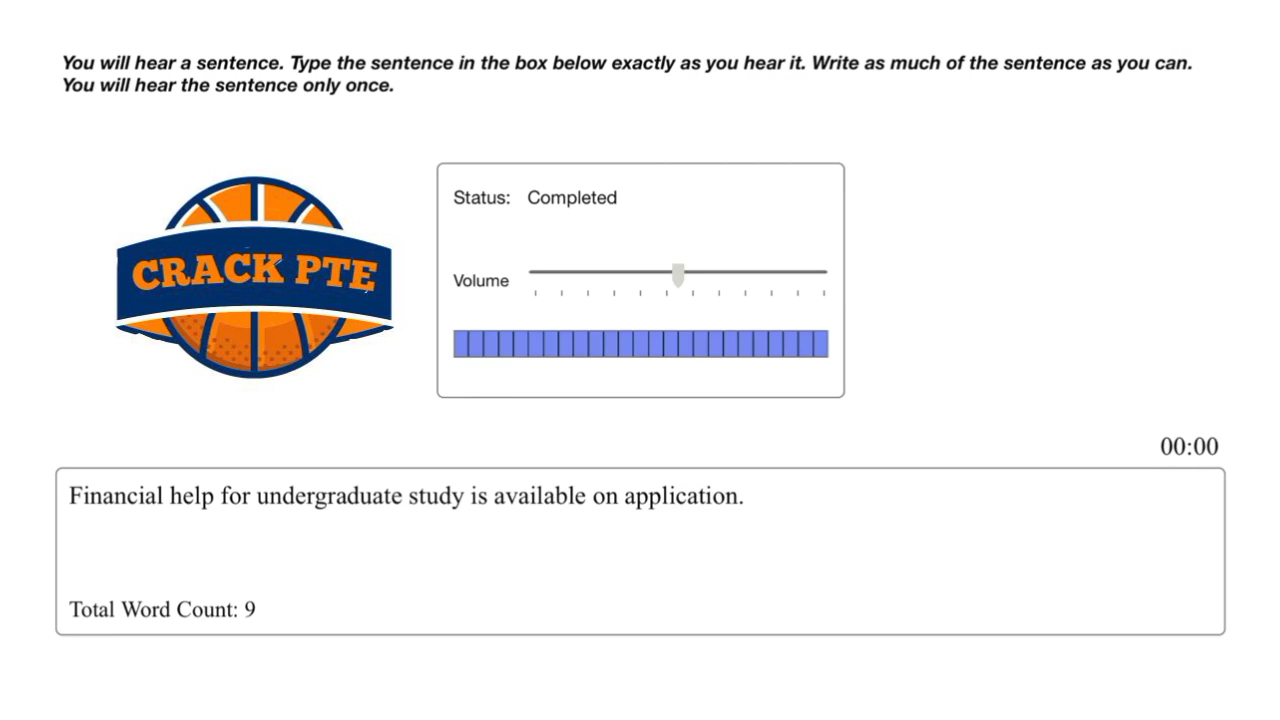 You will hear a sentence. Type the sentence in the box below exactly as you hear it. Write as much of the sentence as you can.
You will hear the sentence only once.
CRACK PTE
Status: Completed
Volume
00:00
Financial help for undergraduate study is available on application.
Total Word Count: 9